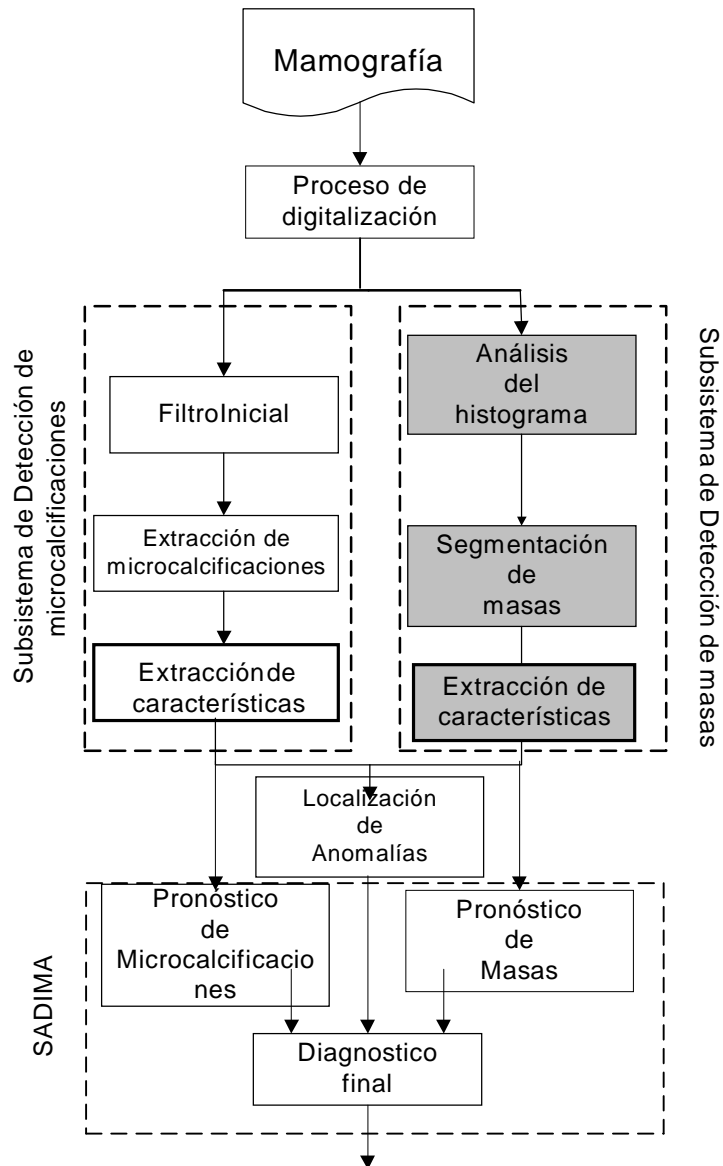 Mamografía
Proceso de
digitalización
Subsistema de Detección de
microcalcificaciones
FiltroInicial
Extracción de
microcalcificaciones
Extracción de
características
Análisis
del
histograma
Segmentación
de
masas
Extracción de
características
Subsistema de Detección de masas
Localización
de
Anomalías
SADIMA
Pronóstico
de
Microcalcificacio
nes
Pronóstico
de
Masas
Diagnostico
final